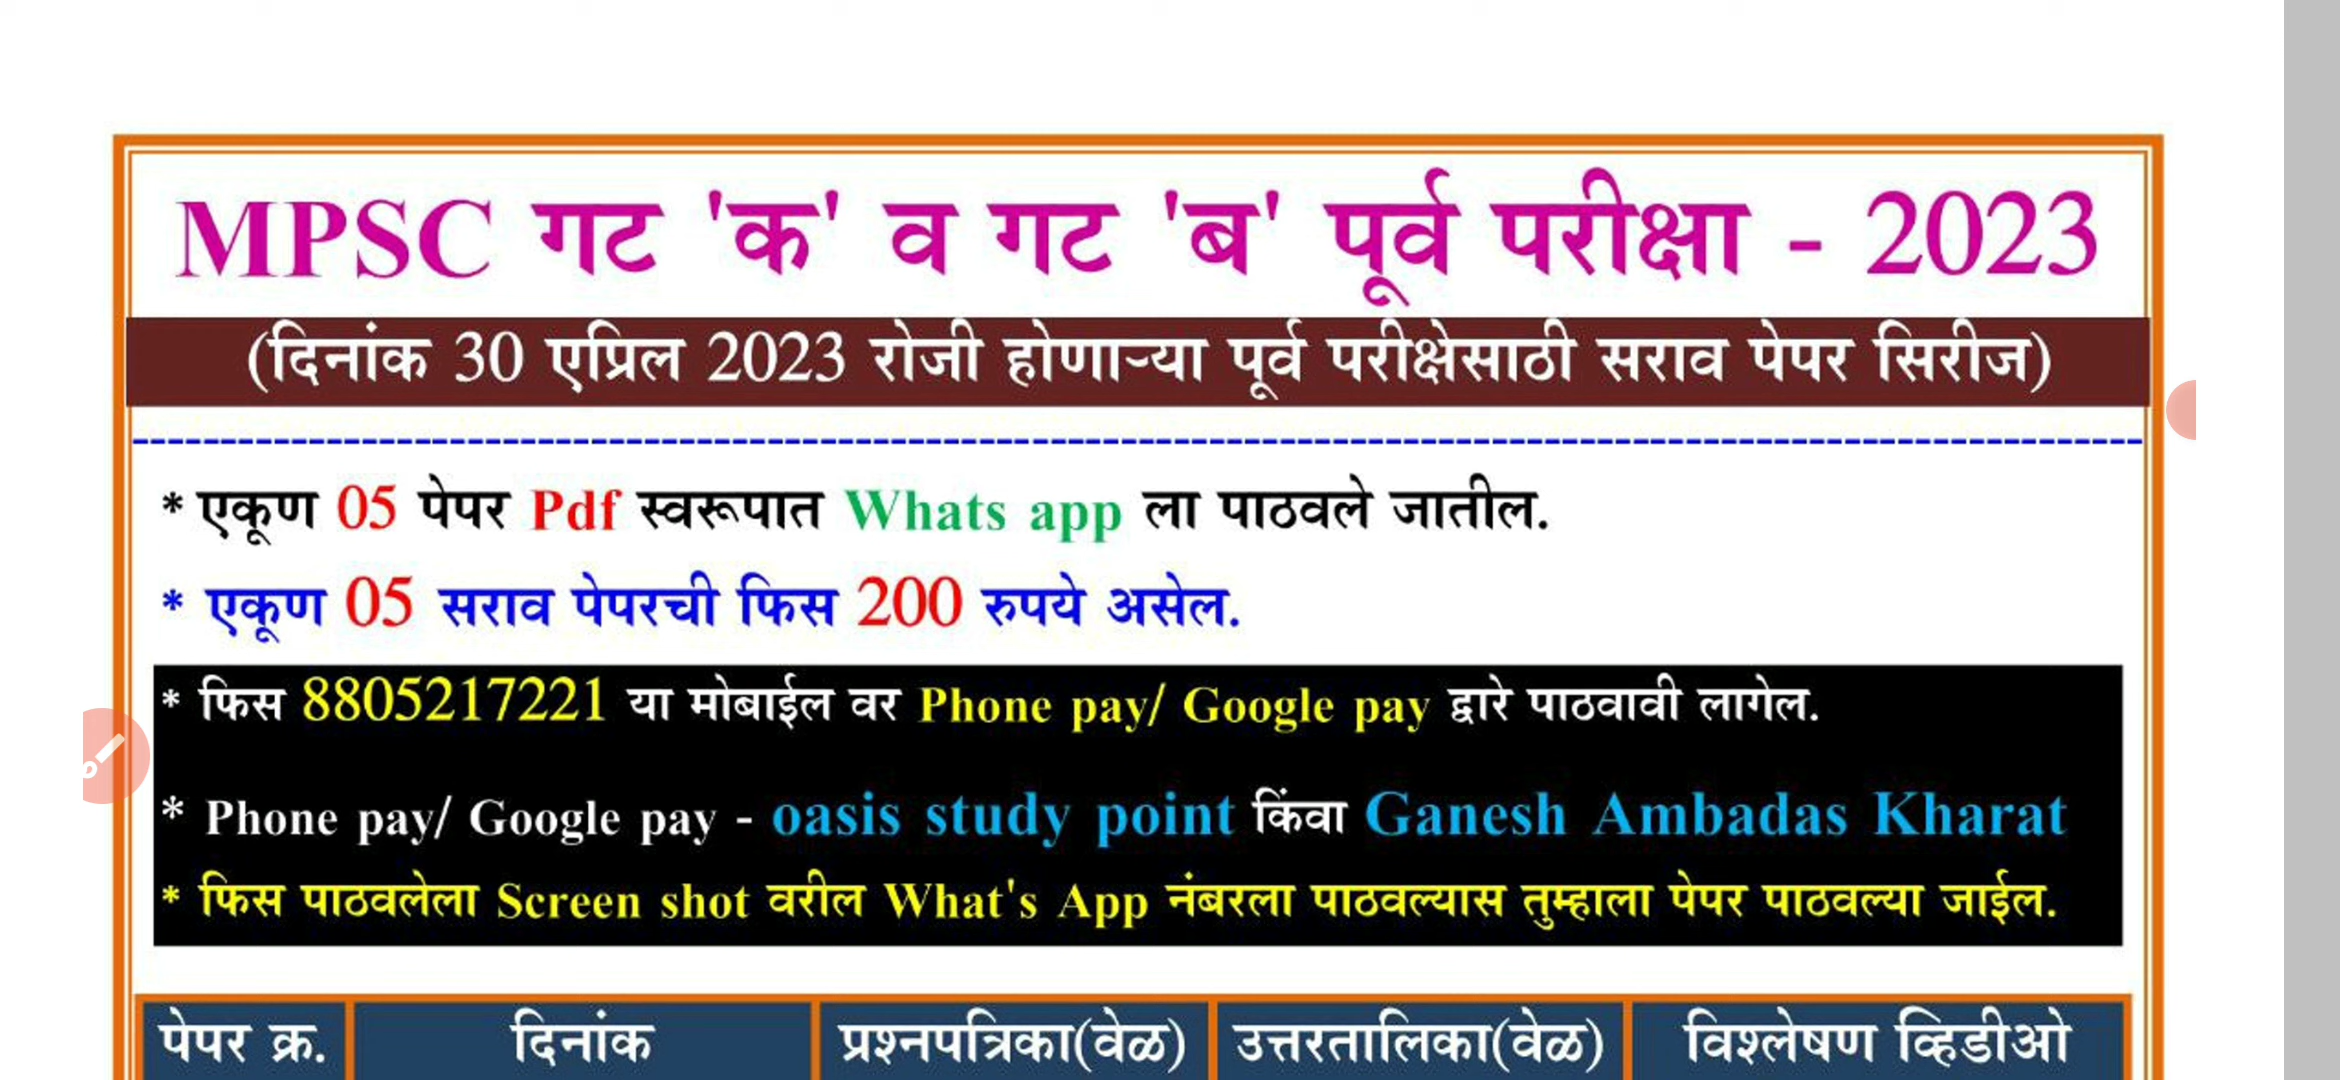 MPSC गट 'क' व गट 'ब' पूर्व परीक्षा - 2023
(दिनांक 30 एप्रिल 2023 रोजी होणाऱ्या पूर्व परीक्षेसाठी सराव पेपर सिरीज)
* एकूण 05 पेपर Pdf स्वरूपात Whats app ला पाठवले जातील.
* एकूण 05 सराव पेपरची फिस 200 रुपये असेल.
* फिस 8805217221 या मोबाईल वर Phone pay/ Google pay द्वारे पाठवावी लागेल.
* Phone pay/ Google pay - oasis study point किंवा Ganesh Ambadas Kharat
* फिस पाठवलेला Screen shot वरील What's App नंबरला पाठवल्यास तुम्हाला पेपर पाठवल्या जाईल.
पेपर क्र. दिनांक प्रश्नपत्रिका(वेळ) उत्तरतालिका(वेळ) विश्लेषण व्हिडीओ